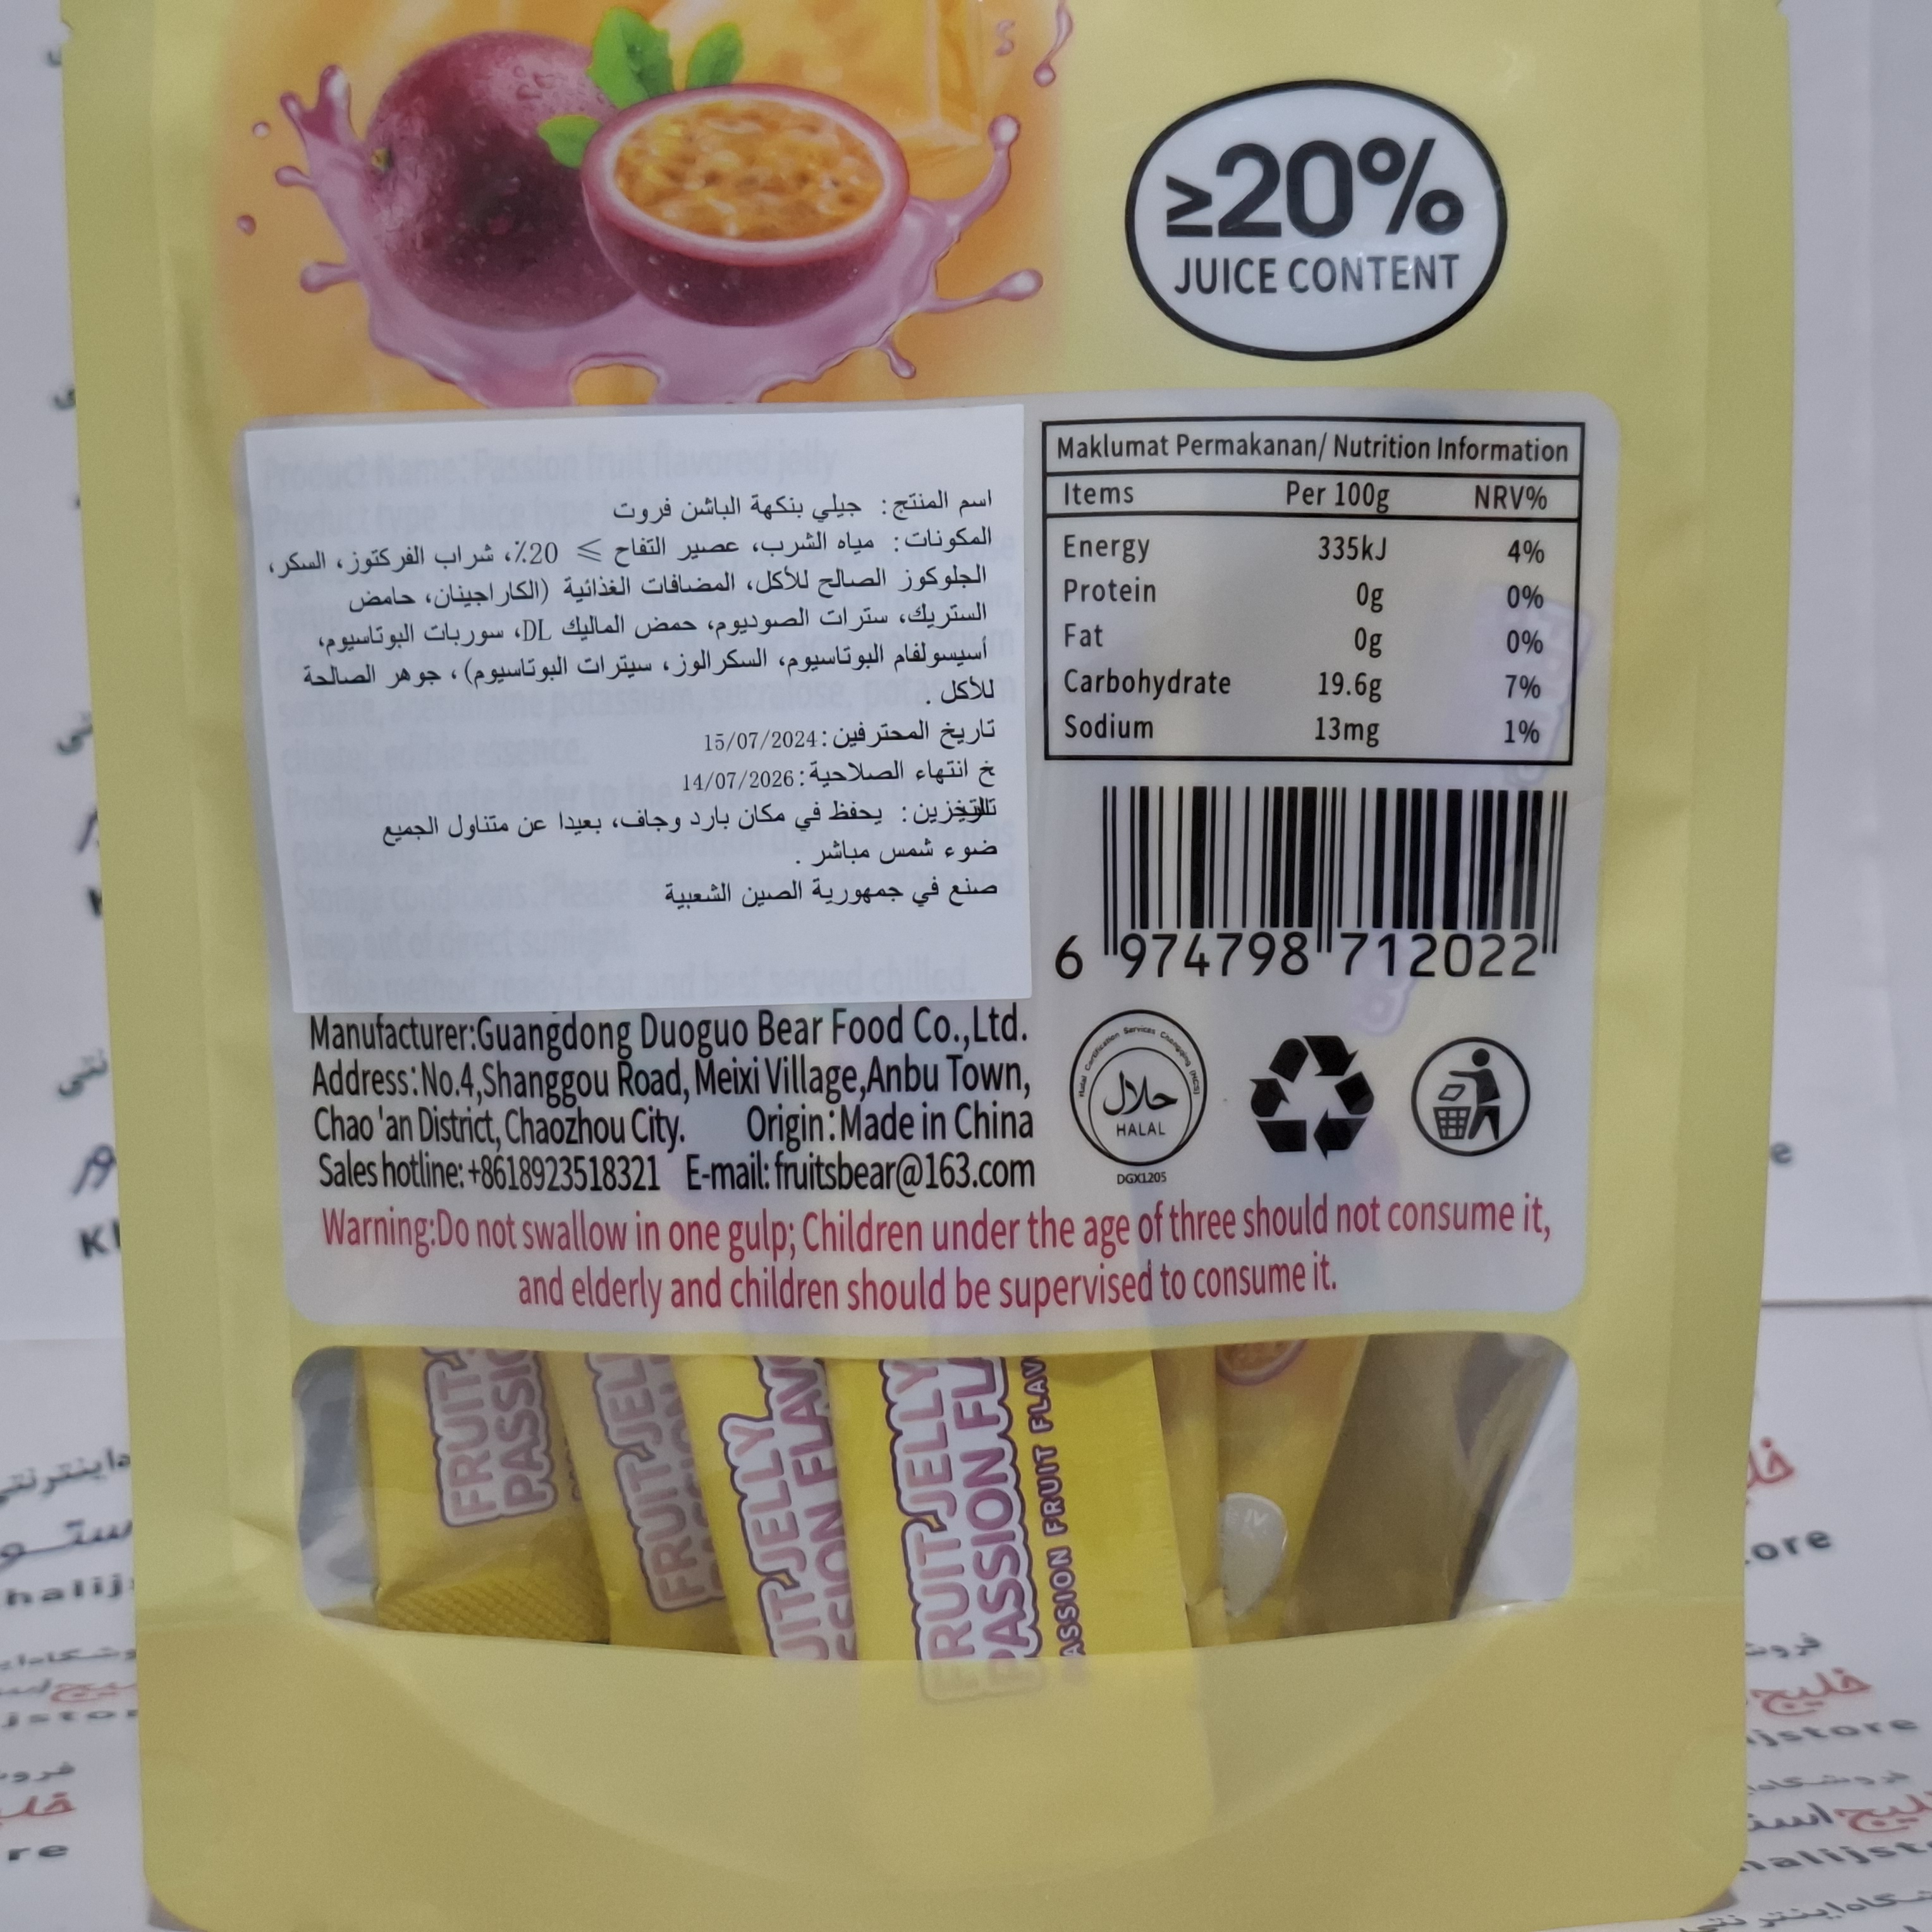 ≥20%
JUICE CONTENT
اسم المنتج: جيلي بنكهة الباشن فروت
المكونات: مياه الشرب، عصير التفاح ⩾ 20٪، شراب الفركتوز، السكر،
الجلوكوز الصالح للأكل، المضافات الغذائية (الكاراجينان، حامض
الستريك، سترات الصوديوم، حمض الماليك DL، سوربات البوتاسيوم،
أسيسولفام البوتاسيوم، السكرالوز، سيترات البوتاسيوم)، جوهر الصالحة
للأكل.
تاريخ المحترفين: 15/07/2024
خ انتهاء الصلاحية: 14/07/2026
يحفظ في مكان بارد وجاف، بعيدا عن متناول الجميع
ضوء شمس مباشر.
صنع في جمهورية الصين الشعبية
Maklumat Permakanan/ Nutrition Information
Items Per 100g NRV%
Energy 335kJ 4%
Protein 0g 0%
Fat 0g 0%
Carbohydrate 19.6g 7%
Sodium 13mg 1%
6 974798 712022
Manufacturer:Guangdong Duoguo Bear Food Co.,Ltd.
Address:No.4,Shanggou Road, Meixi Village,Anbu Town,
Chao'an District, Chaozhou City. Origin:Made in China
Sales hotline: +8618923518321 E-mail: fruitsbear@163.com
حلال
HALAL
DGX1205
Warning:Do not swallow in one gulp; Children under the age of three should not consume it,
and elderly and children should be supervised to consume it.
FRUIT
FRUIT JELL
FRUIT JELLY
PASSION FRUIT FLAV